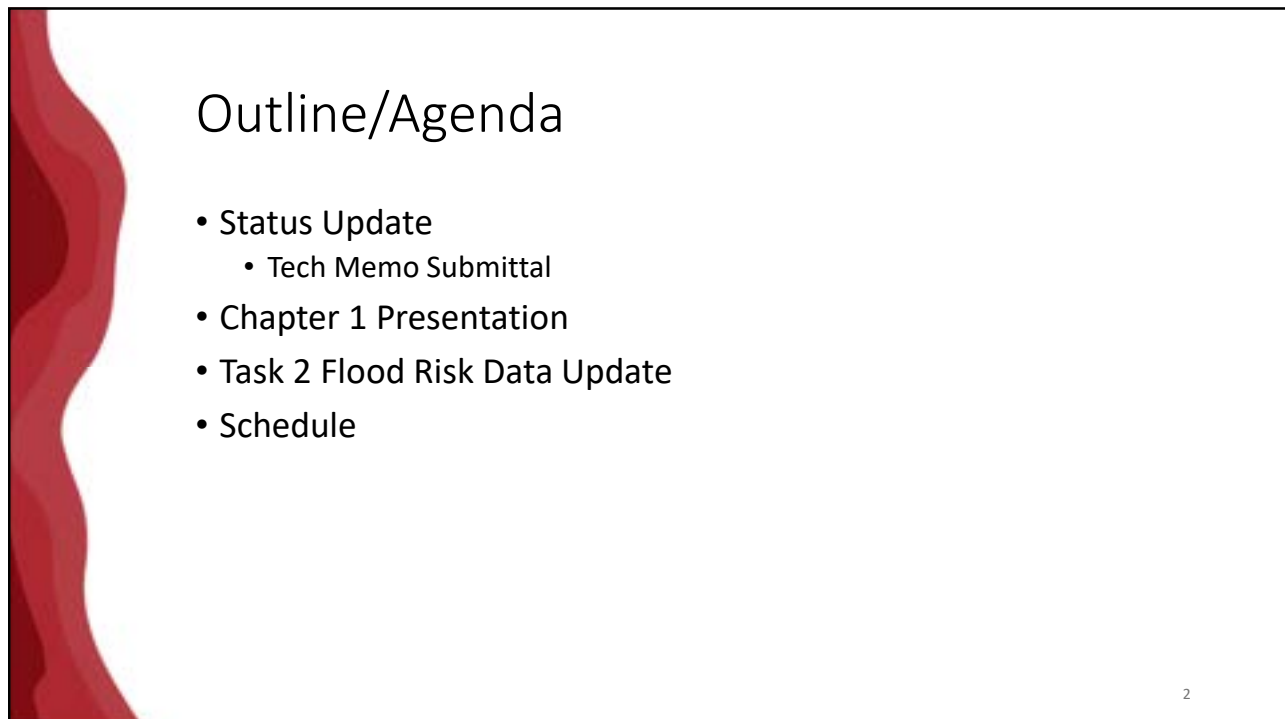 Outline/Agenda
• Status Update
• Tech Memo Submittal
• Chapter 1 Presentation
• Task 2 Flood Risk Data Update
• Schedule
2